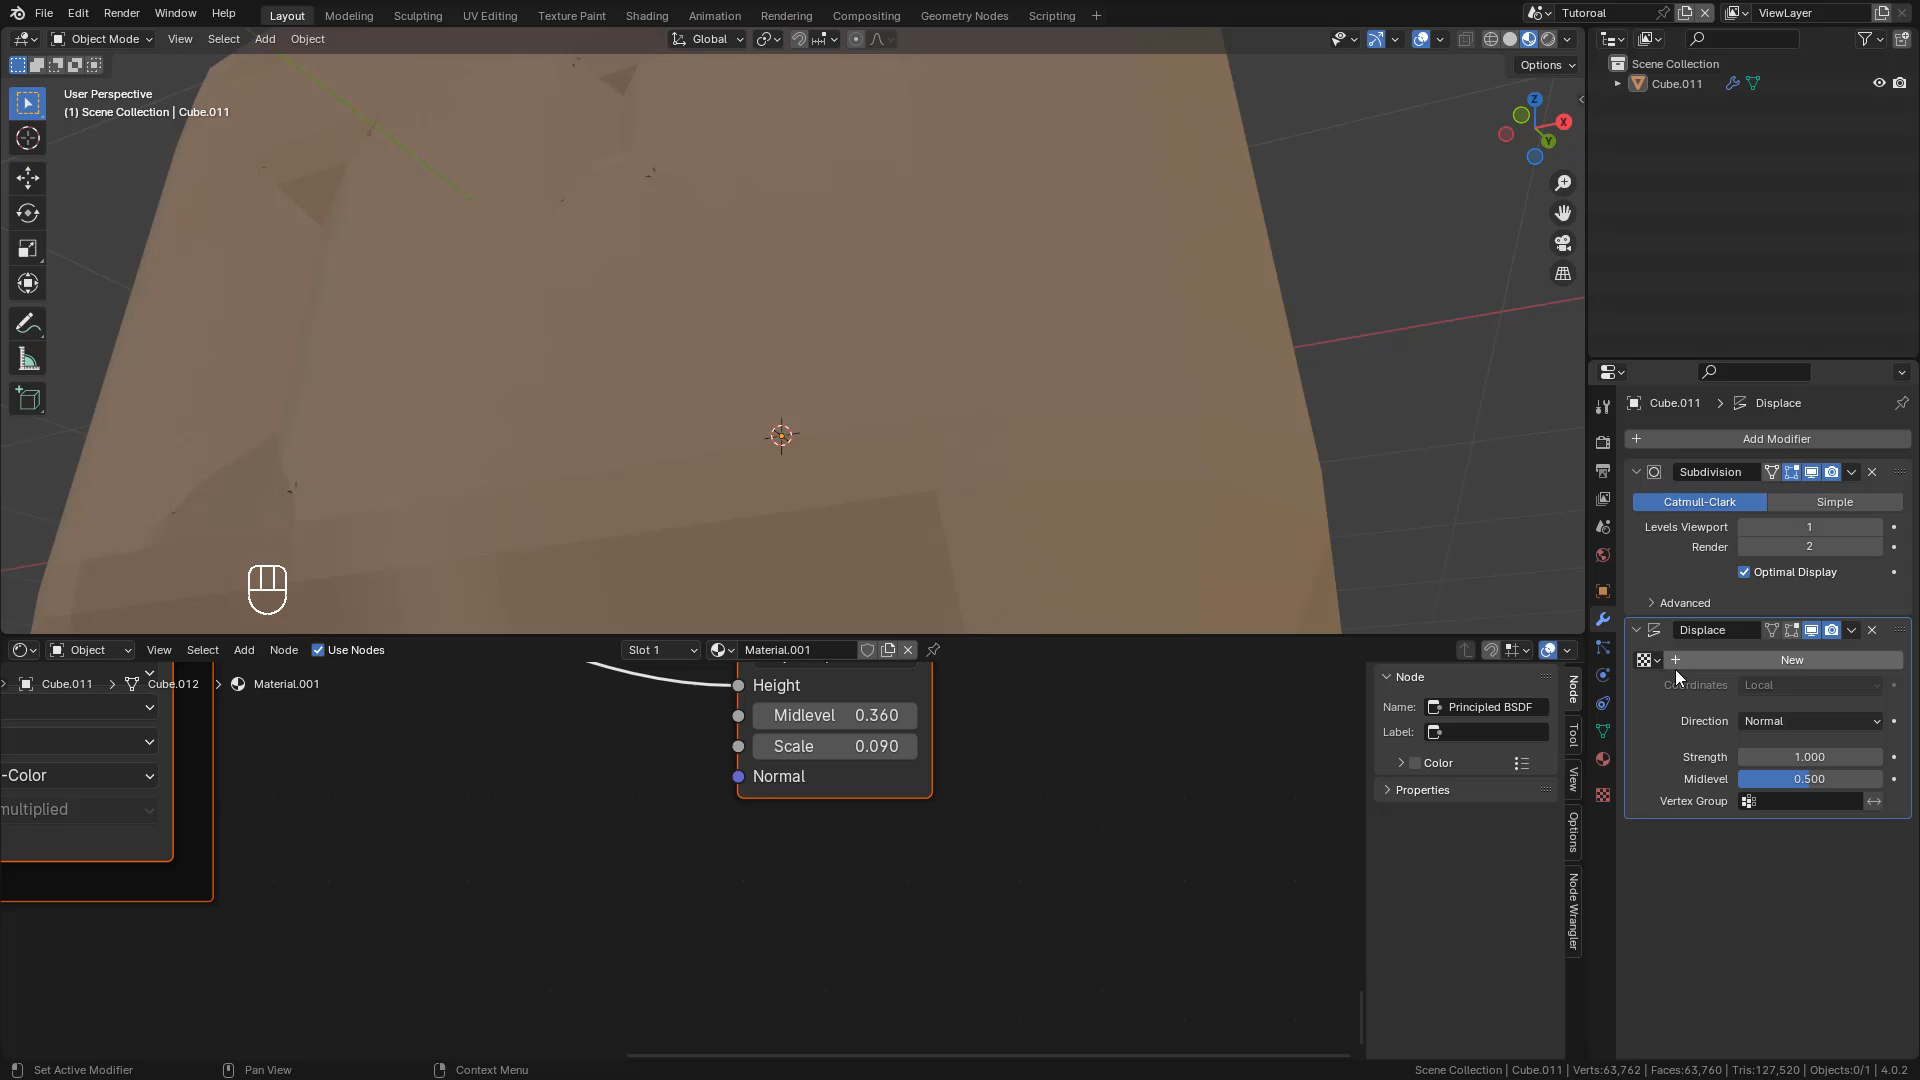 File Edit Render Window Help Layout Modeling Sculpting UV Editing Texture Paint Shading Animation Rendering Compositing Geometry Nodes Scripting + Tutoroal ViewLayer
Object Mode View Select Add Object Global
Options
User Perspective
(1) Scene Collection | Cube.011
Z
X
Y
Scene Collection
Cube.011
Cube.011 > Displace
+ Add Modifier
Subdivision
Catmull-Clark Simple
Levels Viewport 1
Render 2
Optimal Display
Advanced
Displace
+ New
Coordinates Local
Direction Normal
Strength 1.000
Midlevel 0.500
Vertex Group
Object View Select Add Node Use Nodes Slot 1 Material.001
Cube.011 > Cube.012 > Material.001
-Color
multiplied
Height
Midlevel 0.360
Scale 0.090
Normal
Node
Name: Principled BSDF
Label:
Color
Properties
Node
Tool
View
Options
Node Wrangler
Set Active Modifier Pan View Context Menu Scene Collection | Cube.011 | Verts:63,762 | Faces:63,760 | Tris:127,520 | Objects:0/1 | 4.0.2